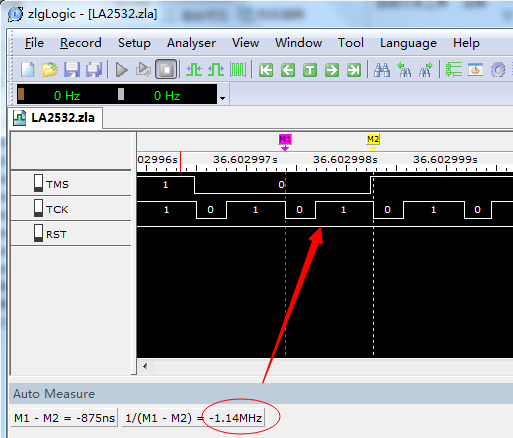 zlgLogic - [LA2532.zla]
File Record Setup Analyser View Window Tool Language Help
0 Hz 0 Hz
LA2532.zla
M1 M2
02996s 36.602997s 36.602998s 36.602999s
TMS 1 0
TCK 1 0 1 0 1 0 1 0
RST
Auto Measure
M1 - M2 = -875ns 1/(M1 - M2) = -1.14MHz